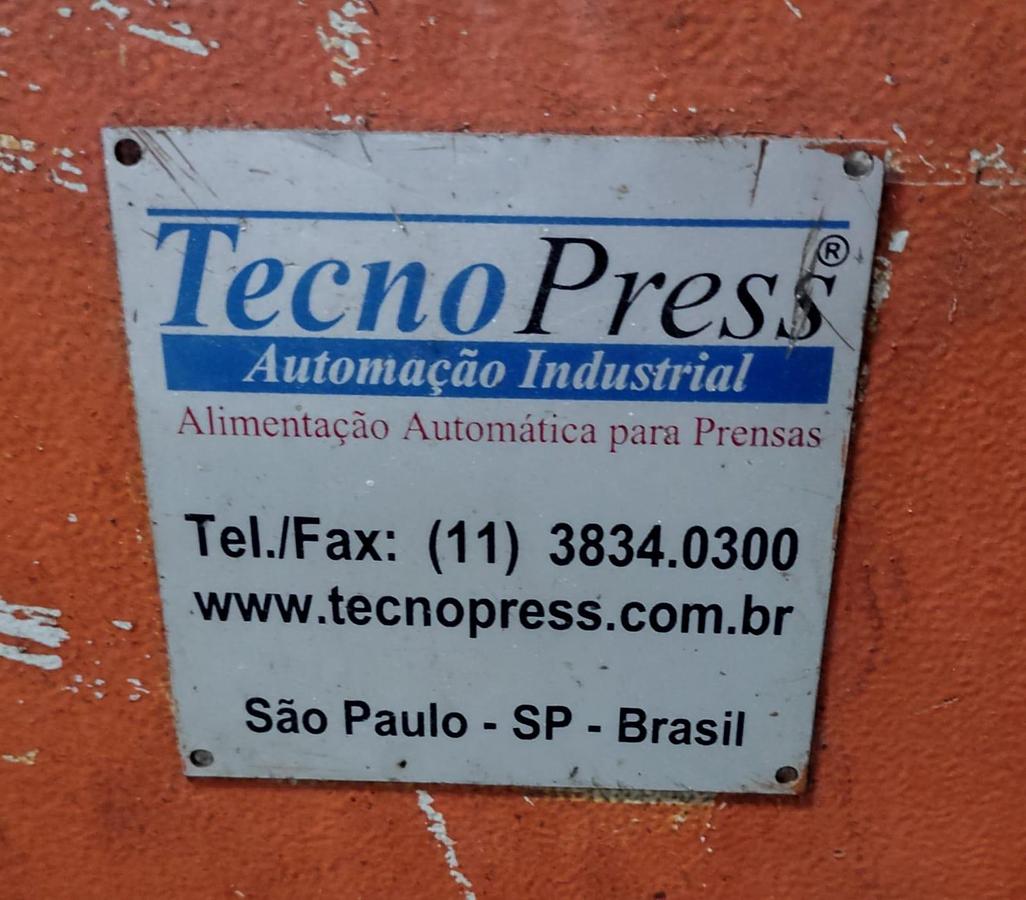 TecnoPress®
Automação Industrial
Alimentação Automática para Prensas
Tel./Fax: (11) 3834.0300
www.tecnopress.com.br
São Paulo - SP - Brasil